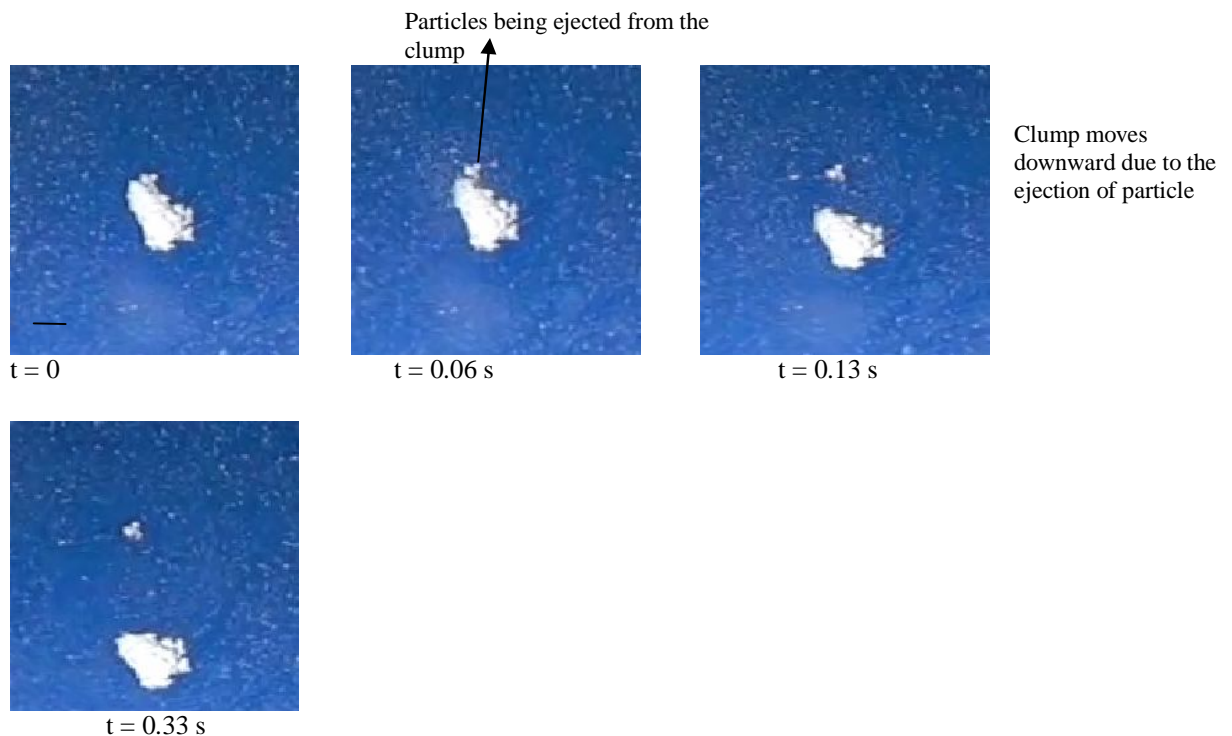 Particles being ejected from the
clump
Clump moves
downward due to the
ejection of particle
t = 0
t = 0.06 s
t = 0.13 s
t = 0.33 s